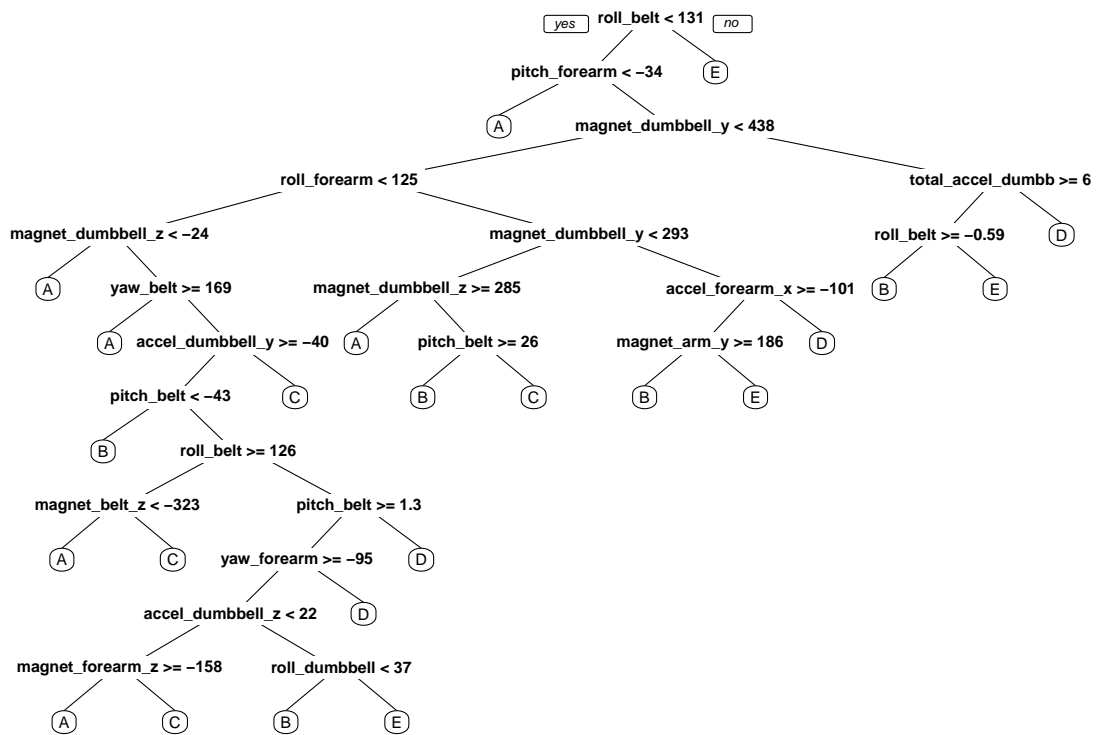 yes roll_belt < 131 no
pitch_forearm < −34 E
A magnet_dumbbell_y < 438
roll_forearm < 125 total_accel_dumbb >= 6
magnet_dumbbell_z < −24 magnet_dumbbell_y < 293 roll_belt >= −0.59 D
A yaw_belt >= 169 magnet_dumbbell_z >= 285 accel_forearm_x >= −101 B E
A accel_dumbbell_y >= −40 A pitch_belt >= 26 magnet_arm_y >= 186 D
pitch_belt < −43 C B C B E
B roll_belt >= 126
magnet_belt_z < −323 pitch_belt >= 1.3
A C yaw_forearm >= −95 D
accel_dumbbell_z < 22 D
magnet_forearm_z >= −158 roll_dumbbell < 37
A C B E